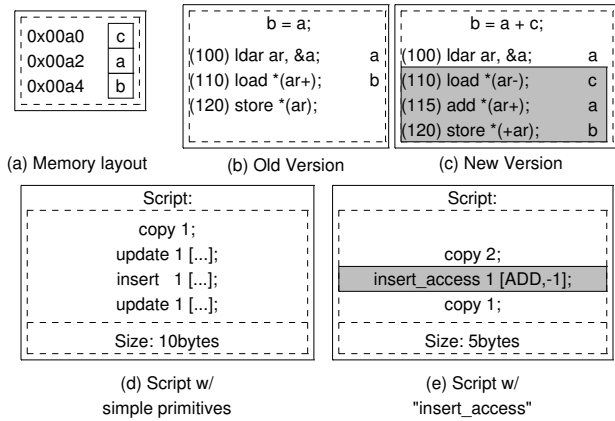 0x00a0 c
0x00a2 a
0x00a4 b
(a) Memory layout
b = a;
(100) ldar ar, &a; a
(110) load *(ar+); b
(120) store *(ar);
(b) Old Version
b = a + c;
(100) ldar ar, &a; a
(110) load *(ar-); c
(115) add *(ar+); a
(120) store *(+ar); b
(c) New Version
Script:
copy 1;
update 1 [...];
insert 1 [...];
update 1 [...];
Size: 10bytes
(d) Script w/
simple primitives
Script:
copy 2;
insert_access 1 [ADD,-1];
copy 1;
Size: 5bytes
(e) Script w/
"insert_access"